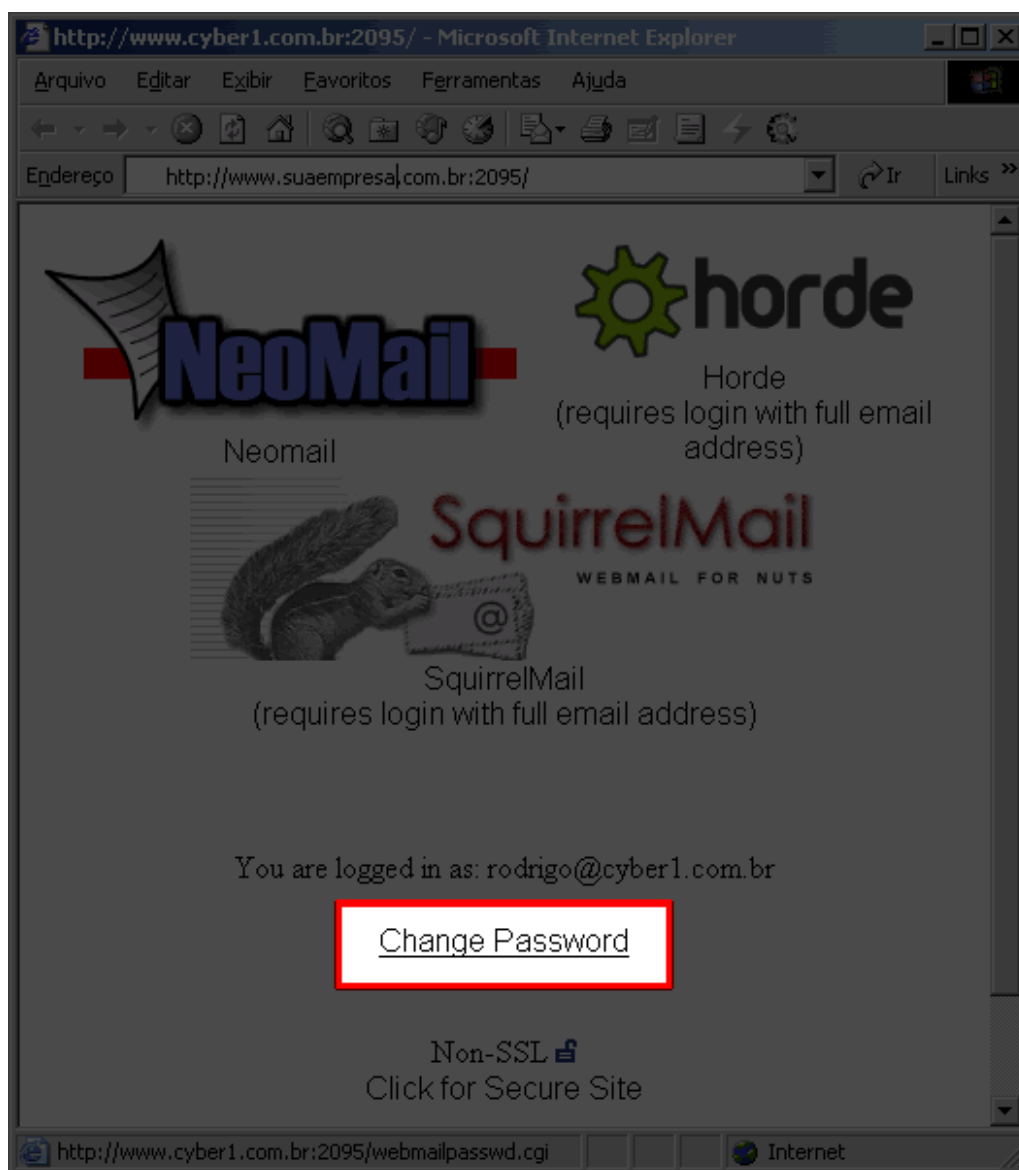 http://www.cyber1.com.br:2095/ - Microsoft Internet Explorer
Arquivo Editar Exibir Favoritos Ferramentas Ajuda
Endereço http://www.suaempresa.com.br:2095/ Ir Links »
NeoMail
horde
Neomail
Horde
(requires login with full email
address)
SquirrelMail
WEBMAIL FOR NUTS
@
SquirrelMail
(requires login with full email address)
You are logged in as: rodrigo@cyber1.com.br
Change Password
Non-SSL
Click for Secure Site
http://www.cyber1.com.br:2095/webmailpasswd.cgi Internet